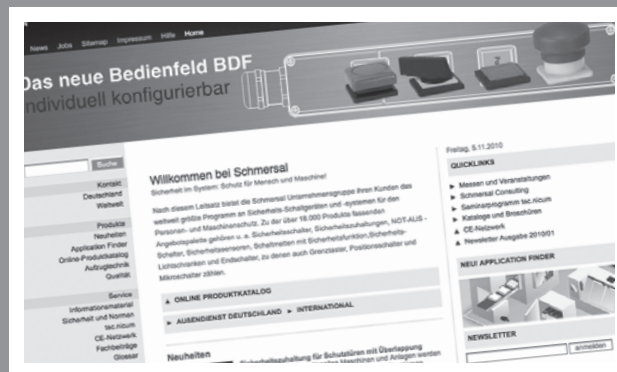 News Jobs Sitemap Impressum Hilfe Home
Das neue Bedienfeld BDF
individuell konfigurierbar
Suche
Kontakt
Deutschland
Weltweit
Produkte
Neuheiten
Application Finder
Online-Produktkatalog
Aufzugtechnik
Qualität
Service
Informationsmaterial
Sicherheit und Normen
tec.nicum
CE-Netzwerk
Fachbeiträge
Glossar
Willkommen bei Schmersal
Sicherheit im System: Schutz für Mensch und Maschine!
Nach diesem Leitsatz bietet die Schmersal Unternehmensgruppe ihren Kunden das
weltweit größte Programm an Sicherheits-Schaltgeräten und -systemen für den
Personen- und Maschinenschutz. Zu der über 18.000 Produkte fassenden
Angebotspalette gehören u. a. Sicherheitsschalter, Sicherheitszuhaltungen, NOT-AUS -
Schalter, Sicherheitssensoren, Schaltmatten mit Sicherheitsfunktion,Sicherheits-
Lichtschranken und Endschalter, zu denen auch Grenztaster, Positionsschalter und
Mikroschalter zählen.
▲ ONLINE PRODUKTKATALOG
► AUSSENDIENST DEUTSCHLAND ► INTERNATIONAL
Neuheiten
Sicherheitszuhaltung für Schutztüren mit Überlappung
Maschinen und Anlagen werden
Freitag, 5.11.2010
QUICKLINKS
► Messen und Veranstaltungen
► Schmersal Consulting
► Seminarprogramm tec.nicum
► Kataloge und Broschüren
▲ CE-Netzwerk
▲ Newsletter Ausgabe 2010/01
NEU! APPLICATION FINDER
NEWSLETTER
anmelden